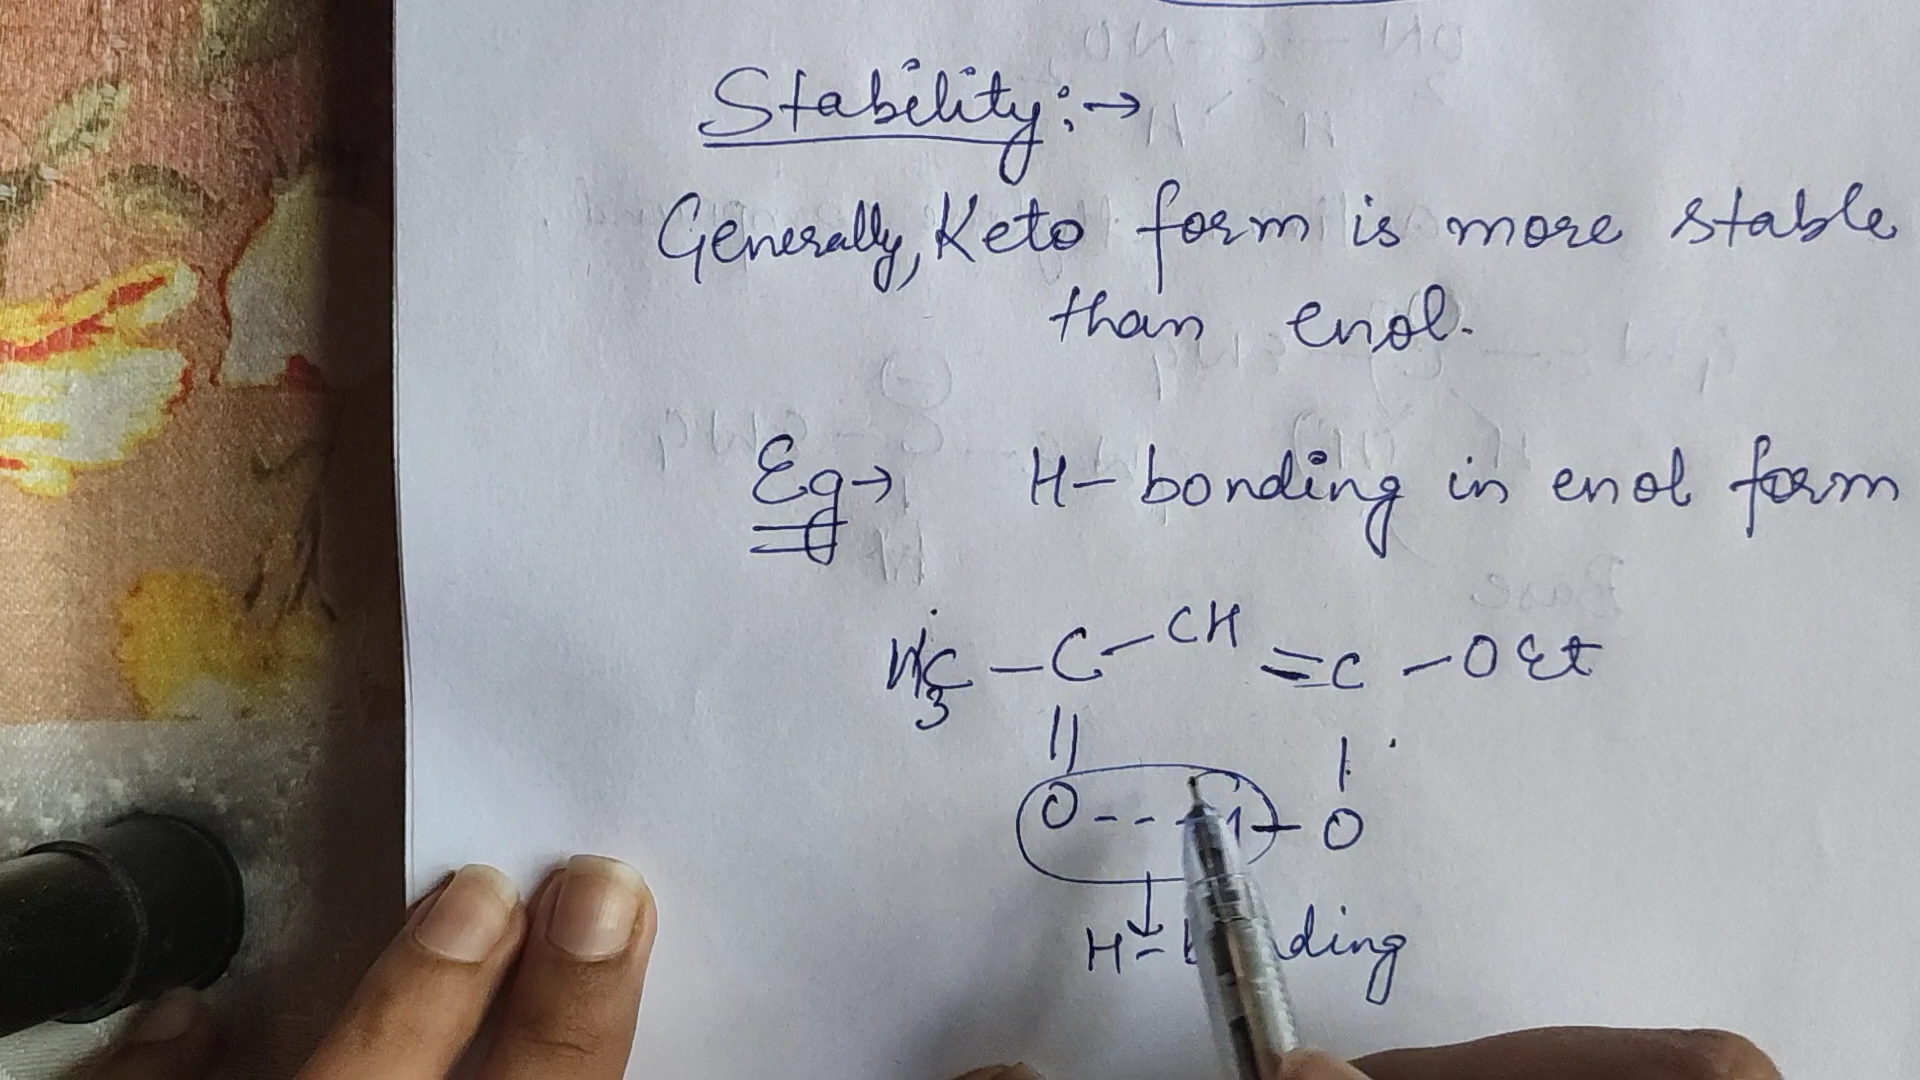 Stability:→
Generally, Keto form is more stable
than enol.
Eg→ H-bonding in enol form
H3C - C - CH = C - OEt
|| |
O --- - O
H-bonding